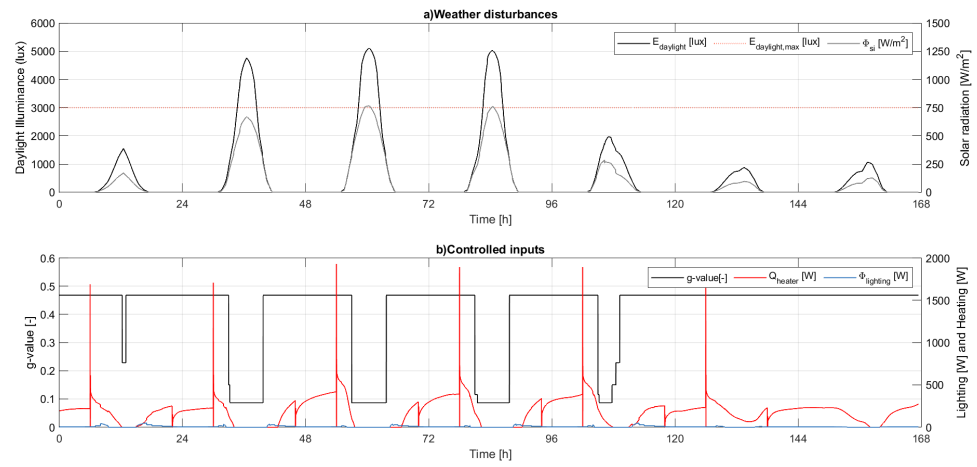 a)Weather disturbances
E_daylight [lux]
E_daylight,max [lux]
Φ_si [W/m²]
Daylight Illuminance (lux)
6000
5000
4000
3000
2000
1000
0
Solar radiation [W/m²]
1500
1250
1000
750
500
250
0
0 24 48 72 96 120 144 168
Time [h]
b)Controlled inputs
g-value[-]
Q_heater [W]
Φ_lighting [W]
g-value [-]
0.6
0.5
0.4
0.3
0.2
0.1
0
Lighting [W] and Heating [W]
2000
1500
1000
500
0
0 24 48 72 96 120 144 168
Time [h]